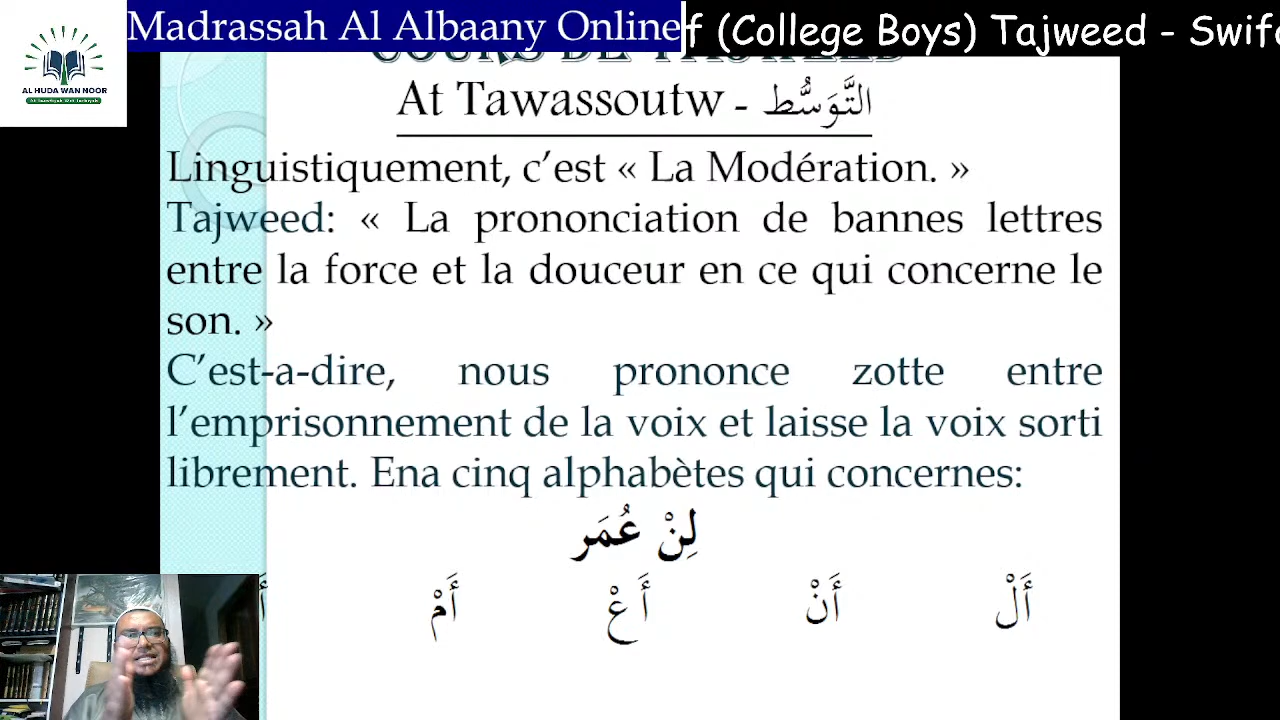 Madrassah Al Albaany Online
f (College Boys) Tajweed - Swif
AL HUDA WAN NOOR
COURS DE TAJWEED
At Tawassoutw - التَّوَسُّط
Linguistiquement, c’est « La Modération. »
Tajweed: « La prononciation de bannes lettres
entre la force et la douceur en ce qui concerne le
son. »
C’est-a-dire, nous prononce zotte entre
l’emprisonnement de la voix et laisse la voix sorti
librement. Ena cinq alphabètes qui concernes:
لِنْ عُمَر
أَلْ أَنْ أَعْ أَمْ